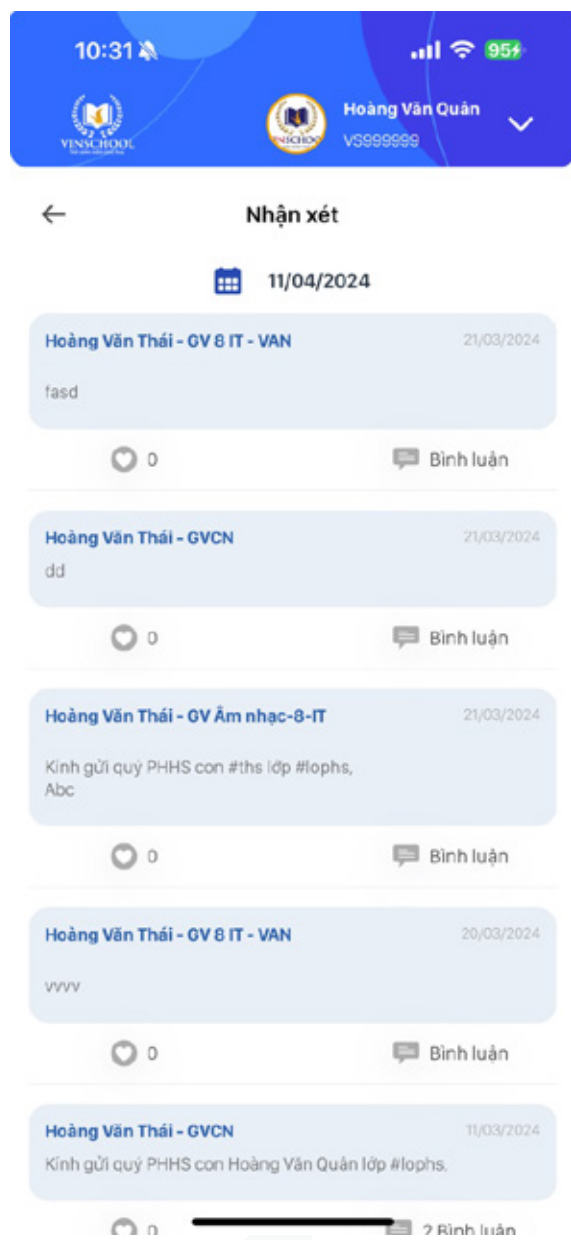 10:31
95
VINSCHOOL
Hoàng Văn Quân
VS999999
Nhận xét
11/04/2024
Hoàng Văn Thái - GV 8 IT - VAN
21/03/2024
fasd
0
Bình luận
Hoàng Văn Thái - GVCN
21/03/2024
dd
0
Bình luận
Hoàng Văn Thái - GV Âm nhạc-8-IT
21/03/2024
Kính gửi quý PHHS con #ths lớp #lophs,
Abc
0
Bình luận
Hoàng Văn Thái - GV 8 IT - VAN
20/03/2024
vvvv
0
Bình luận
Hoàng Văn Thái - GVCN
11/03/2024
Kính gửi quý PHHS con Hoàng Văn Quân lớp #lophs,
0
2 Bình luận